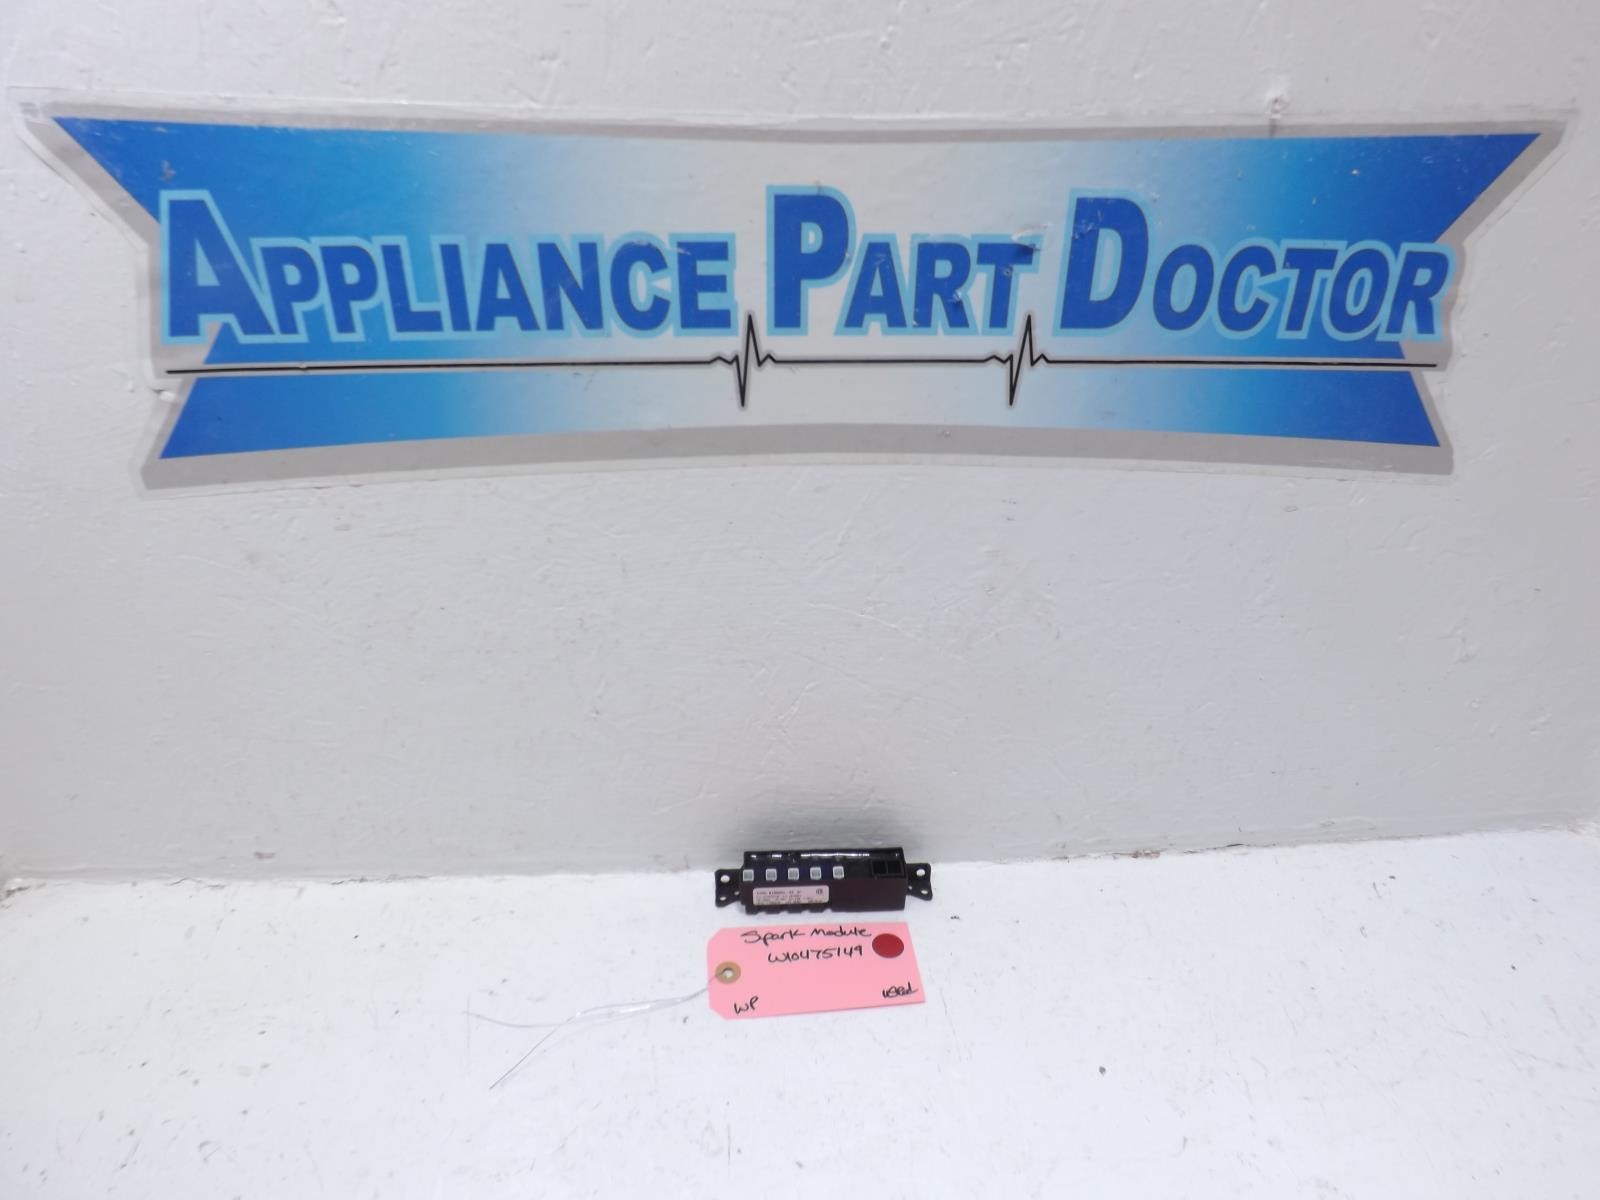 APPLIANCE PART DOCTOR
Spark Module
W10475149
WP
used